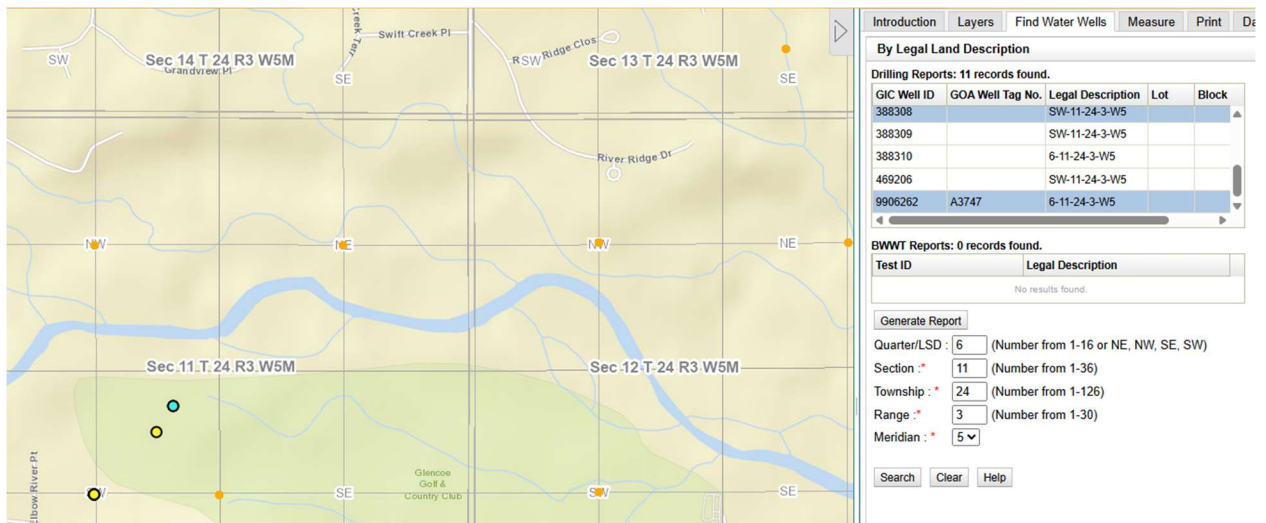 Creek Terr
Swift Creek Pl
Ridge Clos
SW
Sec 14 T 24 R3 W5M
Grandview Pl
SE
SW
Sec 13 T 24 R3 W5M
SE
River Ridge Dr
NW
NE
NW
NE
Sec 11 T 24 R3 W5M
Sec 12 T 24 R3 W5M
Elbow River Pt
SW
SE
Glencoe
Golf &
Country Club
SW
SE
Introduction Layers Find Water Wells Measure Print Da
By Legal Land Description
Drilling Reports: 11 records found.
GIC Well ID GOA Well Tag No. Legal Description Lot Block
388308 SW-11-24-3-W5
388309 SW-11-24-3-W5
388310 6-11-24-3-W5
469206 SW-11-24-3-W5
9906262 A3747 6-11-24-3-W5
BWWT Reports: 0 records found.
Test ID Legal Description
No results found.
Generate Report
Quarter/LSD : 6 (Number from 1-16 or NE, NW, SE, SW)
Section :* 11 (Number from 1-36)
Township : * 24 (Number from 1-126)
Range :* 3 (Number from 1-30)
Meridian : * 5
Search Clear Help